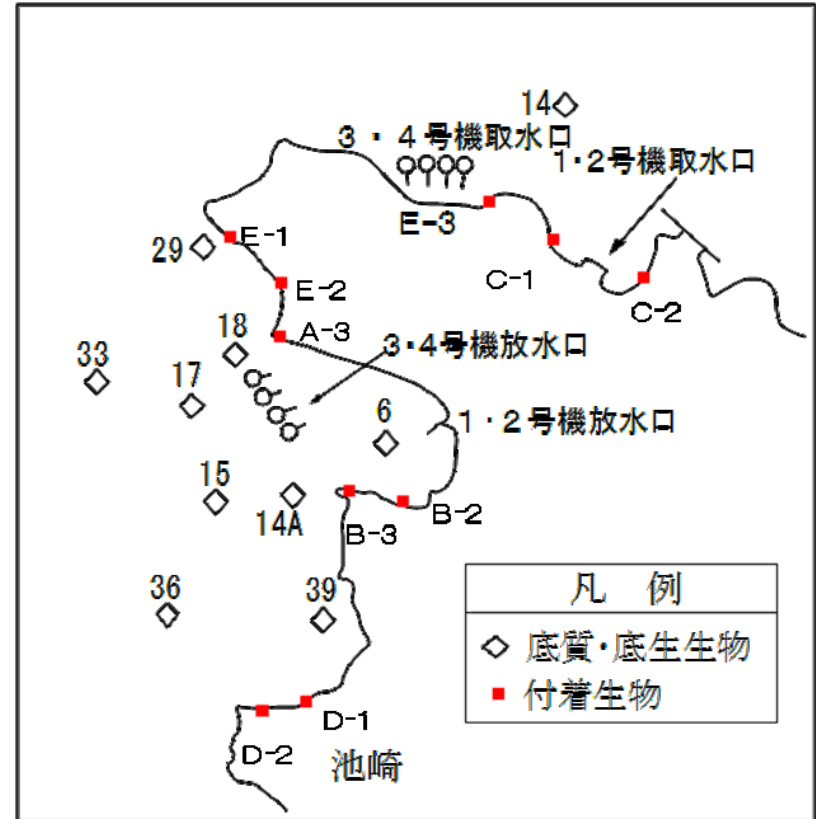 14
3・4号機取水口
1・2号機取水口
E-3
E-1
29
C-1
E-2
C-2
A-3
18
3・4号機放水口
33
17
6
1・2号機放水口
15
14A
B-2
B-3
36
39
凡 例
底質・底生生物
付着生物
D-1
D-2
池崎